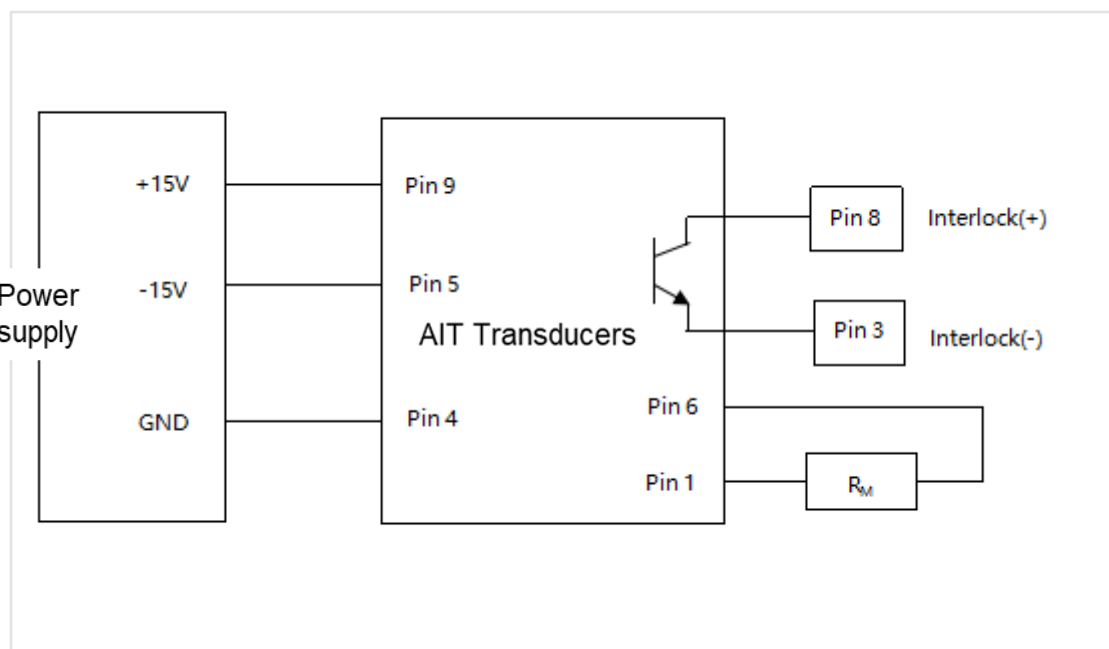 +15V
Pin 9
Pin 8
Interlock(+)
-15V
Pin 5
Power
supply
AIT Transducers
Pin 3
Interlock(-)
GND
Pin 4
Pin 6
Pin 1
RM